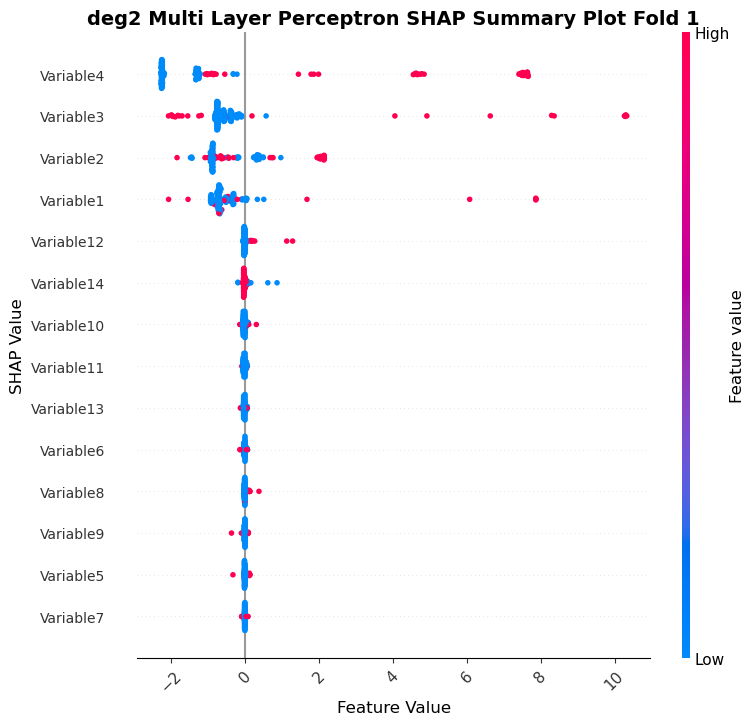 deg2 Multi Layer Perceptron SHAP Summary Plot Fold 1
High
Variable4
Variable3
Variable2
Variable1
Variable12
Variable14
Variable10
Variable11
Variable13
Variable6
Variable8
Variable9
Variable5
Variable7
SHAP Value
Feature value
Low
−2
0
2
4
6
8
10
Feature Value